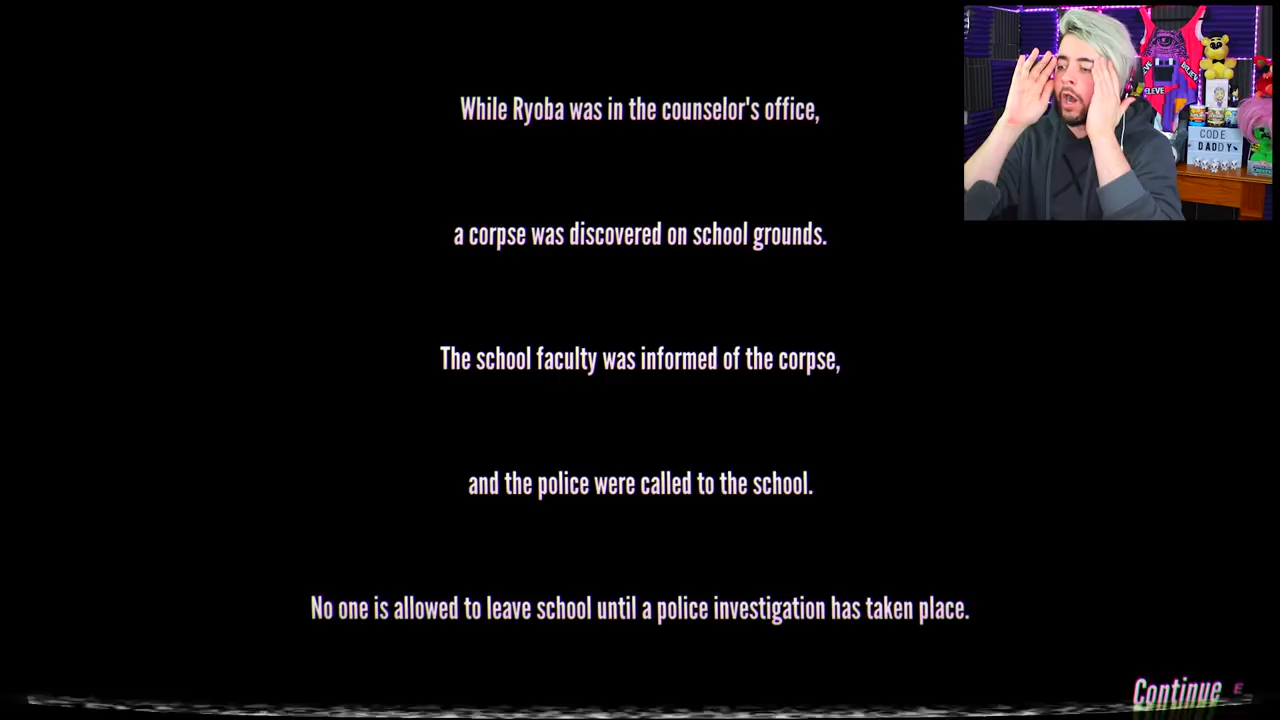 While Ryoba was in the counselor's office,
a corpse was discovered on school grounds.
The school faculty was informed of the corpse,
and the police were called to the school.
No one is allowed to leave school until a police investigation has taken place.
Continue E
CODE
DADDY